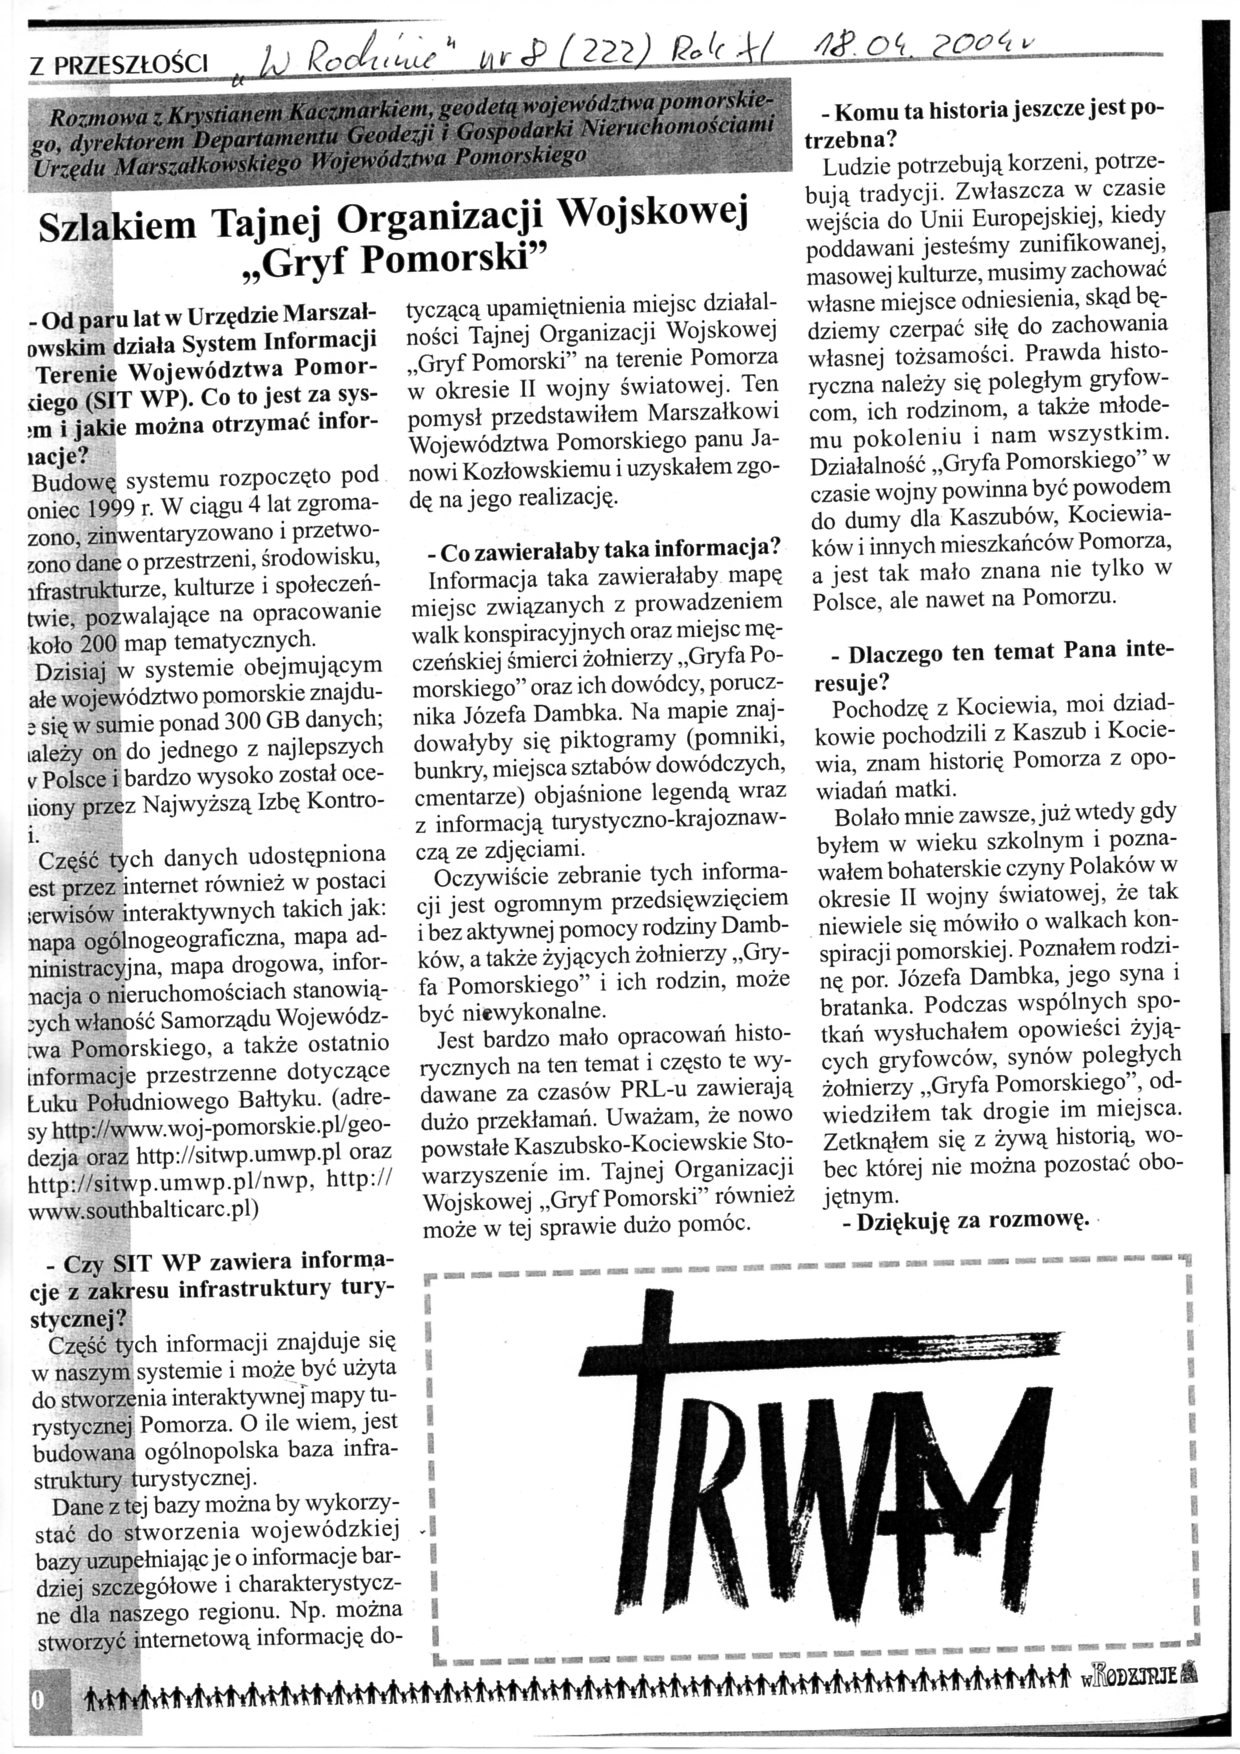 Z PRZESZŁOŚCI „W Rodzinie" nr 8 (222) Rok XI 18.04.2004 r
Rozmowa z Krystianem Kaczmarkiem, geodetą województwa pomorskie-
go, dyrektorem Departamentu Geodezji i Gospodarki Nieruchomościami
Urzędu Marszałkowskiego Województwa Pomorskiego
Szlakiem Tajnej Organizacji Wojskowej
„Gryf Pomorski”
- Od paru lat w Urzędzie Marszał-
owskim działa System Informacji
Terenie Województwa Pomor-
kiego (SIT WP). Co to jest za sys-
em i jakie można otrzymać infor-
acje?
Budowę systemu rozpoczęto pod
oniec 1999 r. W ciągu 4 lat zgroma-
zono, zinwentaryzowano i przetwo-
zono dane o przestrzeni, środowisku,
nfrastrukturze, kulturze i społeczeń-
twie, pozwalające na opracowanie
koło 200 map tematycznych.
Dzisiaj w systemie obejmującym
ałe województwo pomorskie znajdu-
e się w sumie ponad 300 GB danych;
ależy on do jednego z najlepszych
w Polsce i bardzo wysoko został oce-
niony przez Najwyższą Izbę Kontro-
i.
Część tych danych udostępniona
est przez internet również w postaci
serwisów interaktywnych takich jak:
mapa ogólnogeograficzna, mapa ad-
ministracyjna, mapa drogowa, infor-
macja o nieruchomościach stanowią-
cych własność Samorządu Wojewódz-
twa Pomorskiego, a także ostatnio
informacje przestrzenne dotyczące
Łuku Południowego Bałtyku. (adre-
sy http://www.woj-pomorskie.pl/geo-
dezja oraz http://sitwp.umwp.pl oraz
http://sitwp.umwp.pl/nwp, http://
www.southbalticarc.pl)
- Czy SIT WP zawiera informa-
cje z zakresu infrastruktury tury-
stycznej?
Część tych informacji znajduje się
w naszym systemie i może być użyta
do stworzenia interaktywnej mapy tu-
rystycznej Pomorza. O ile wiem, jest
budowana ogólnopolska baza infra-
struktury turystycznej.
Dane z tej bazy można by wykorzy-
stać do stworzenia wojewódzkiej
bazy uzupełniając je o informacje bar-
dziej szczegółowe i charakterystycz-
ne dla naszego regionu. Np. można
stworzyć internetową informację do-
tyczącą upamiętnienia miejsc działal-
ności Tajnej Organizacji Wojskowej
„Gryf Pomorski” na terenie Pomorza
w okresie II wojny światowej. Ten
pomysł przedstawiłem Marszałkowi
Województwa Pomorskiego panu Ja-
nowi Kozłowskiemu i uzyskałem zgo-
dę na jego realizację.
- Co zawierałaby taka informacja?
Informacja taka zawierałaby mapę
miejsc związanych z prowadzeniem
walk konspiracyjnych oraz miejsc mę-
czeńskiej śmierci żołnierzy „Gryfa Po-
morskiego” oraz ich dowódcy, porucz-
nika Józefa Dambka. Na mapie znaj-
dowałyby się piktogramy (pomniki,
bunkry, miejsca sztabów dowódczych,
cmentarze) objaśnione legendą wraz
z informacją turystyczno-krajoznaw-
czą ze zdjęciami.
Oczywiście zebranie tych informa-
cji jest ogromnym przedsięwzięciem
i bez aktywnej pomocy rodziny Damb-
ków, a także żyjących żołnierzy „Gry-
fa Pomorskiego” i ich rodzin, może
być niewykonalne.
Jest bardzo mało opracowań histo-
rycznych na ten temat i często te wy-
dawane za czasów PRL-u zawierają
dużo przekłamań. Uważam, że nowo
powstałe Kaszubsko-Kociewskie Sto-
warzyszenie im. Tajnej Organizacji
Wojskowej „Gryf Pomorski” również
może w tej sprawie dużo pomóc.
- Komu ta historia jeszcze jest po-
trzebna?
Ludzie potrzebują korzeni, potrze-
bują tradycji. Zwłaszcza w czasie
wejścia do Unii Europejskiej, kiedy
poddawani jesteśmy zunifikowanej,
masowej kulturze, musimy zachować
własne miejsce odniesienia, skąd bę-
dziemy czerpać siłę do zachowania
własnej tożsamości. Prawda histo-
ryczna należy się poległym gryfow-
com, ich rodzinom, a także młode-
mu pokoleniu i nam wszystkim.
Działalność „Gryfa Pomorskiego” w
czasie wojny powinna być powodem
do dumy dla Kaszubów, Kociewia-
ków i innych mieszkańców Pomorza,
a jest tak mało znana nie tylko w
Polsce, ale nawet na Pomorzu.
- Dlaczego ten temat Pana inte-
resuje?
Pochodzę z Kociewia, moi dziad-
kowie pochodzili z Kaszub i Kocie-
wia, znam historię Pomorza z opo-
wiadań matki.
Bolało mnie zawsze, już wtedy gdy
byłem w wieku szkolnym i pozna-
wałem bohaterskie czyny Polaków w
okresie II wojny światowej, że tak
niewiele się mówiło o walkach kon-
spiracji pomorskiej. Poznałem rodzi-
nę por. Józefa Dambka, jego syna i
bratanka. Podczas wspólnych spo-
tkań wysłuchałem opowieści żyją-
cych gryfowców, synów poległych
żołnierzy „Gryfa Pomorskiego”, od-
wiedziłem tak drogie im miejsca.
Zetknąłem się z żywą historią, wo-
bec której nie można pozostać obo-
jętnym.
- Dziękuję za rozmowę.
TRWAM
0
wRODZINIE